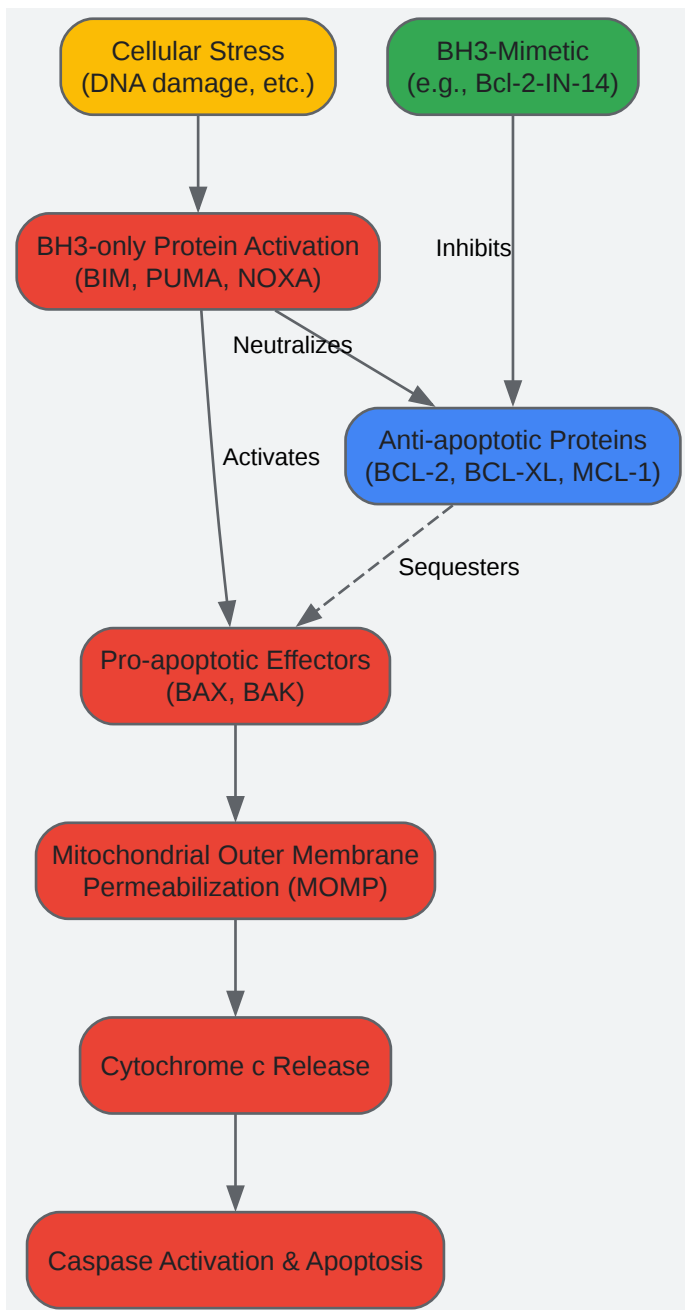 Cellular Stress
(DNA damage, etc.)
BH3-Mimetic
(e.g., Bcl-2-IN-14)
BH3-only Protein Activation
(BIM, PUMA, NOXA)
Inhibits
Neutralizes
Anti-apoptotic Proteins
(BCL-2, BCL-XL, MCL-1)
Activates
Sequesters
Pro-apoptotic Effectors
(BAX, BAK)
Mitochondrial Outer Membrane
Permeabilization (MOMP)
Cytochrome c Release
Caspase Activation & Apoptosis